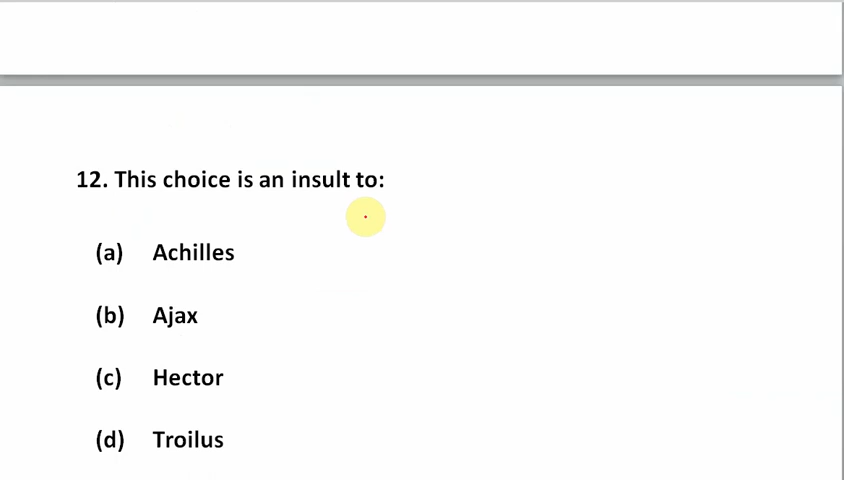 12. This choice is an insult to:
(a) Achilles
(b) Ajax
(c) Hector
(d) Troilus